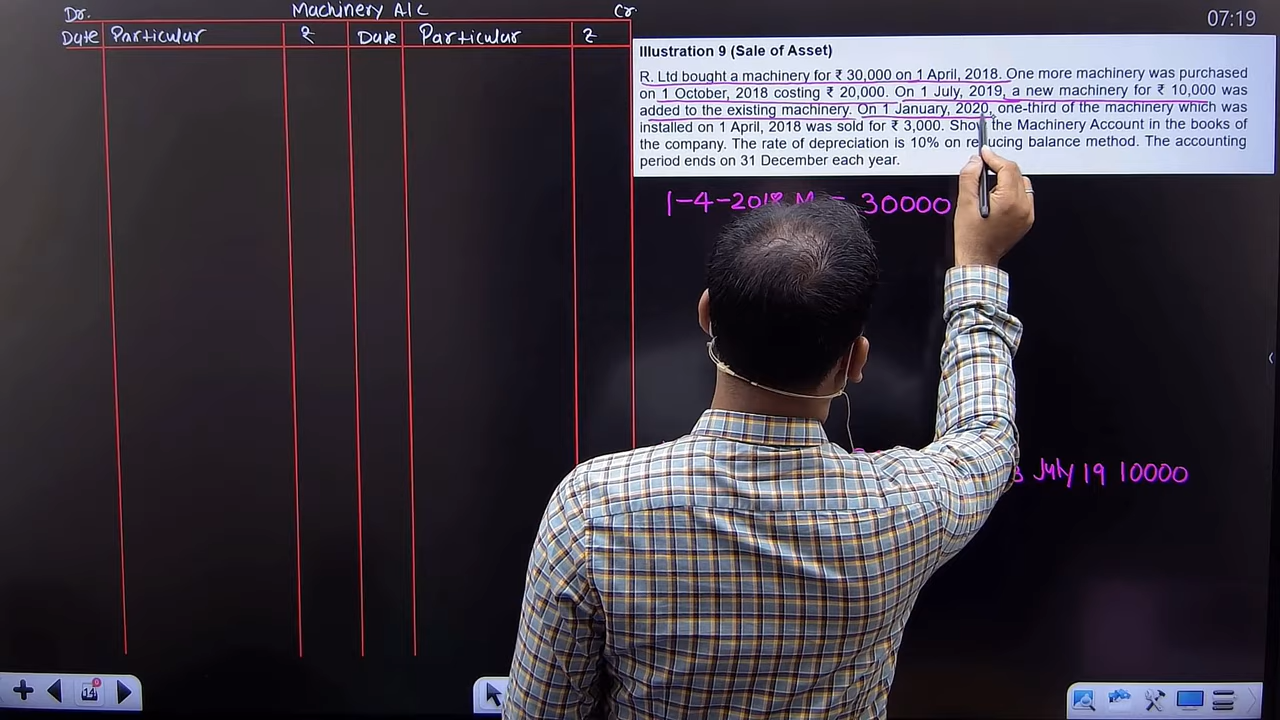 Dr. Machinery A/c Cr.
Date Particular ₹ Date Particular ₹
07:19
Illustration 9 (Sale of Asset)
R. Ltd bought a machinery for ₹ 30,000 on 1 April, 2018. One more machinery was purchased
on 1 October, 2018 costing ₹ 20,000. On 1 July, 2019, a new machinery for ₹ 10,000 was
added to the existing machinery. On 1 January, 2020, one-third of the machinery which was
installed on 1 April, 2018 was sold for ₹ 3,000. Show the Machinery Account in the books of
the company. The rate of depreciation is 10% on reducing balance method. The accounting
period ends on 31 December each year.
1-4-2018 = 30000
July 19 10000
14